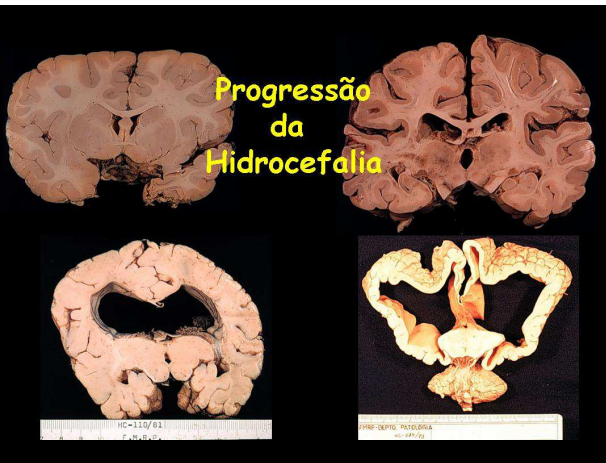 Progressão
da
Hidrocefalia
HC-110/81
F.M.R.P.
FMRP-DEPTO. PATOLOGIA